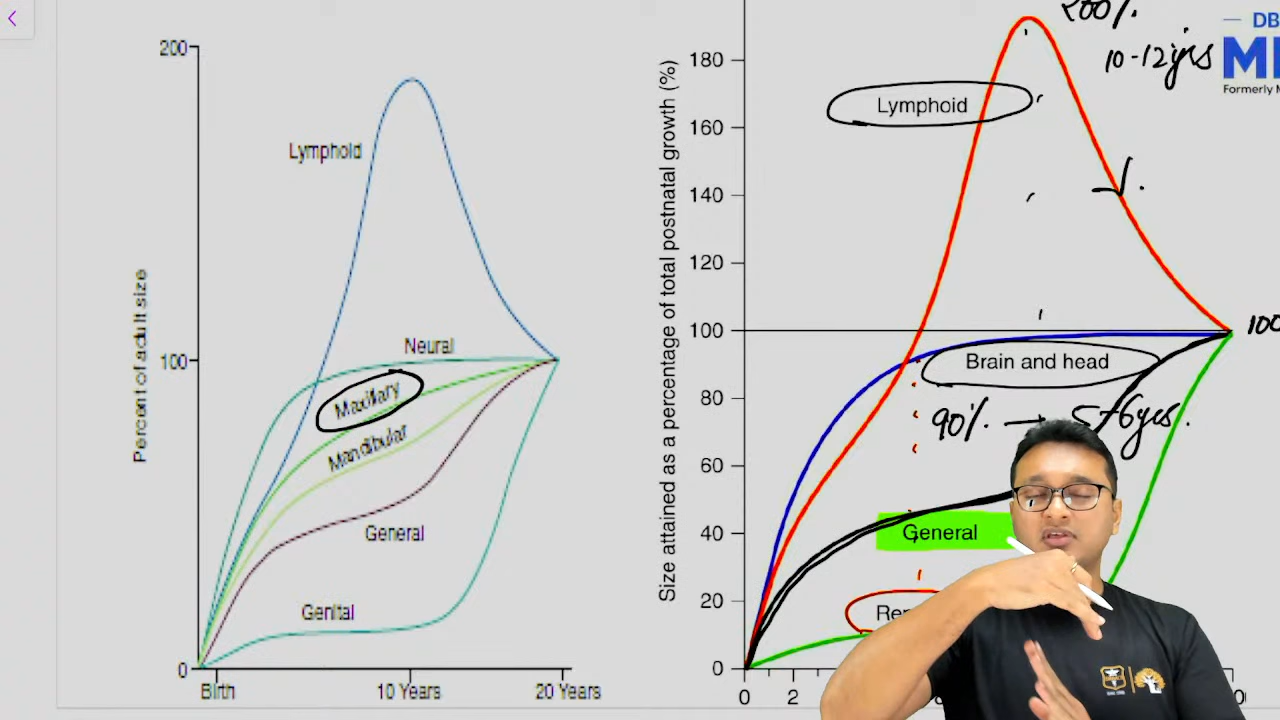 200
Lymphoid
Neural
Maxillary
Mandibular
100
General
Genital
0
Birth
10 Years
20 Years
Percent of adult size
200%.
10-12yrs
DB
Formerly
180
Lymphoid
160
140
120
100
100
Brain and head
80
90% → 5-6yrs.
60
40
General
20
0
0
2
Size attained as a percentage of total postnatal growth (%)